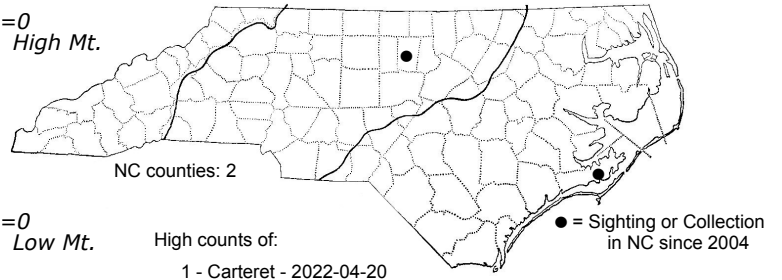 =0
High Mt.
NC counties: 2
=0
Low Mt.
High counts of:
1 - Carteret - 2022-04-20
● = Sighting or Collection
in NC since 2004